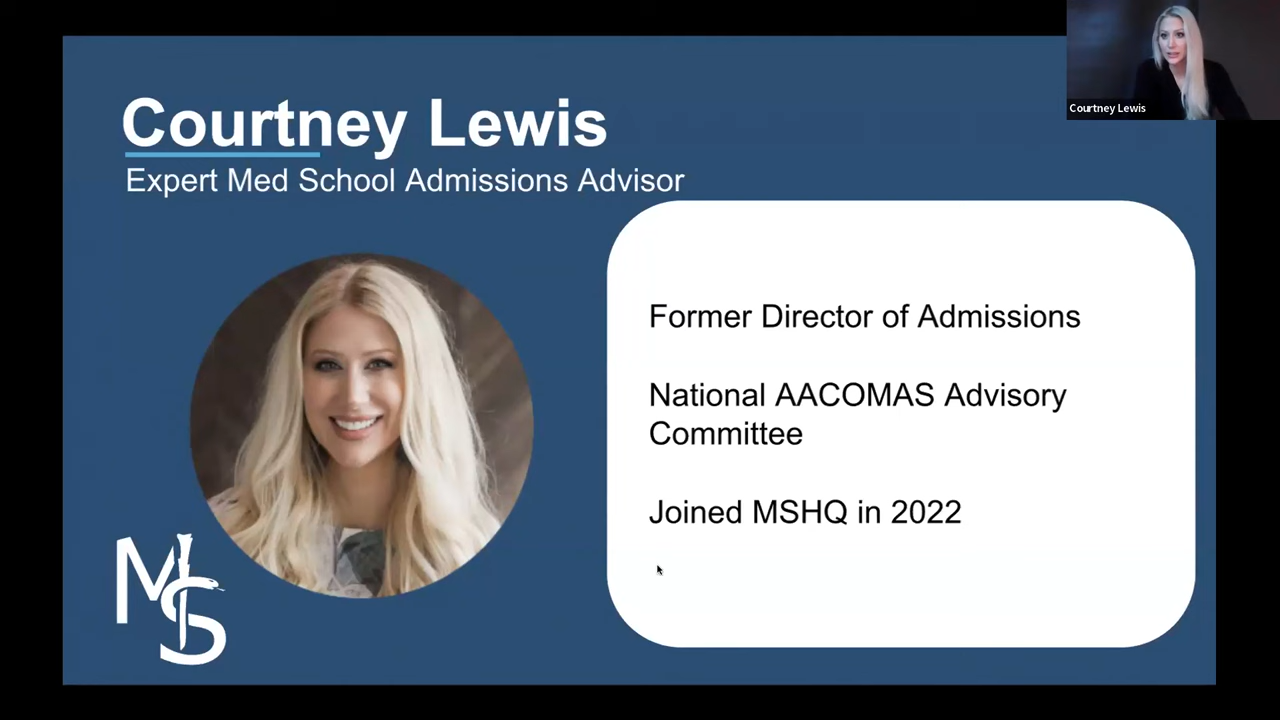 Courtney Lewis
Courtney Lewis
Expert Med School Admissions Advisor
Former Director of Admissions
National AACOMAS Advisory
Committee
Joined MSHQ in 2022
MS